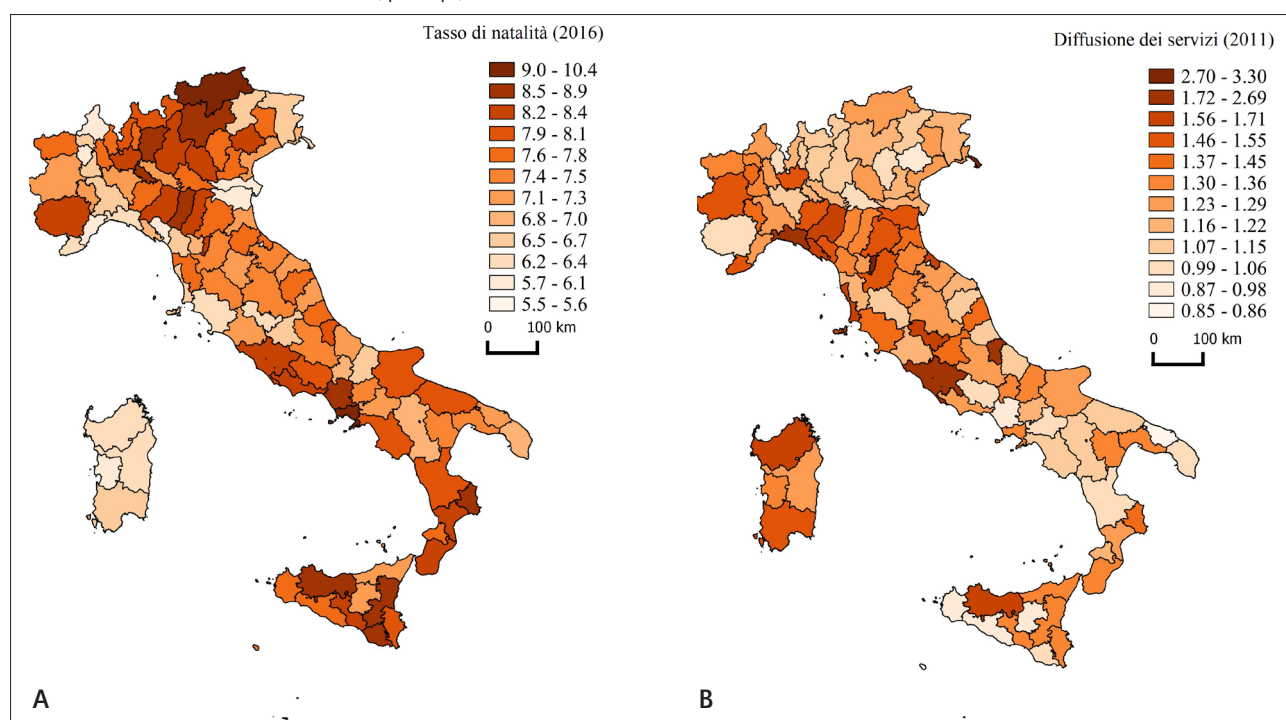 Tasso di natalità (2016)
9.0 - 10.4
8.5 - 8.9
8.2 - 8.4
7.9 - 8.1
7.6 - 7.8
7.4 - 7.5
7.1 - 7.3
6.8 - 7.0
6.5 - 6.7
6.2 - 6.4
5.7 - 6.1
5.5 - 5.6
0 100 km
A
Diffusione dei servizi (2011)
2.70 - 3.30
1.72 - 2.69
1.56 - 1.71
1.46 - 1.55
1.37 - 1.45
1.30 - 1.36
1.23 - 1.29
1.16 - 1.22
1.07 - 1.15
0.99 - 1.06
0.87 - 0.98
0.85 - 0.86
0 100 km
B